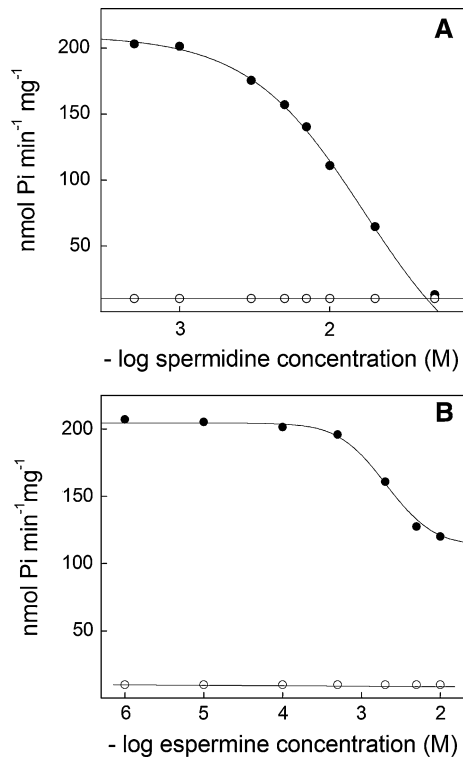 A
200
150
100
50
nmol Pi min⁻¹ mg⁻¹
3 2
- log spermidine concentration (M)
B
200
150
100
50
nmol Pi min⁻¹mg⁻¹
6 5 4 3 2
- log espermine concentration (M)